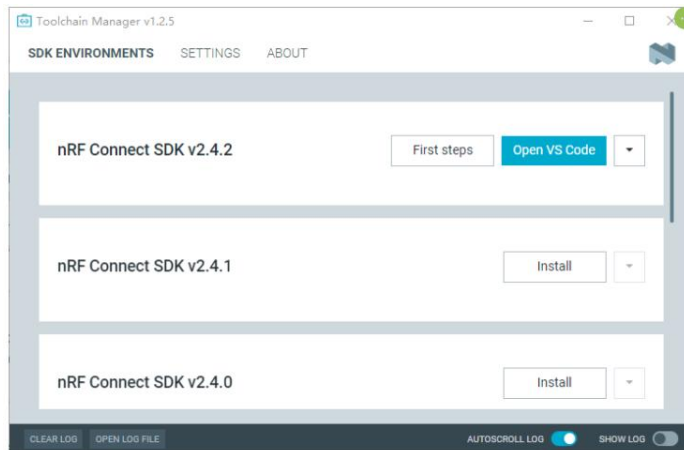 Toolchain Manager v1.2.5
SDK ENVIRONMENTS SETTINGS ABOUT
nRF Connect SDK v2.4.2 First steps Open VS Code
nRF Connect SDK v2.4.1 Install
nRF Connect SDK v2.4.0 Install
CLEAR LOG OPEN LOG FILE AUTOSCROLL LOG SHOW LOG